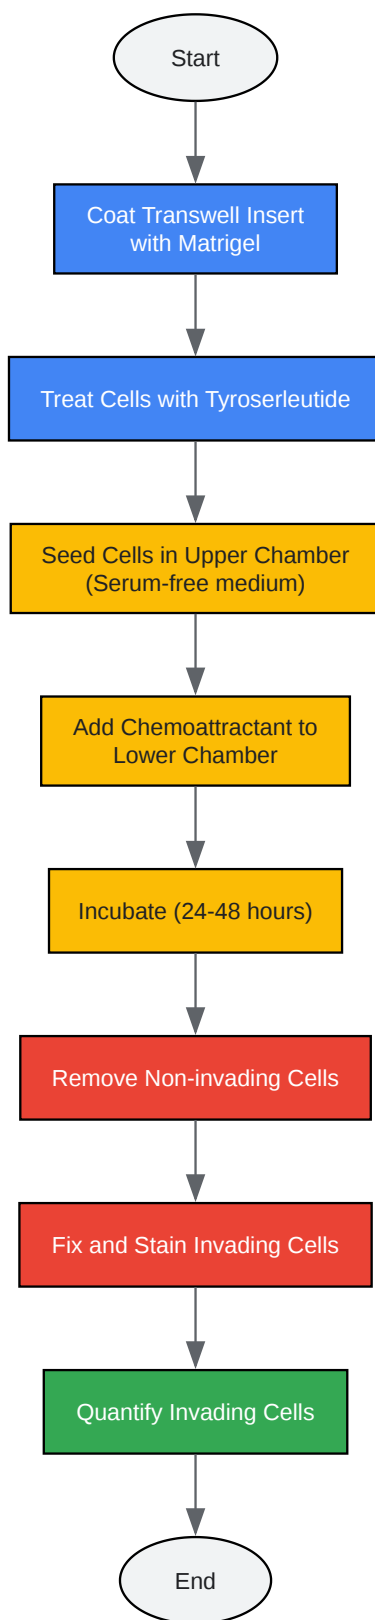 Start
Coat Transwell Insert
with Matrigel
Treat Cells with Tyroserleutide
Seed Cells in Upper Chamber
(Serum-free medium)
Add Chemoattractant to
Lower Chamber
Incubate (24-48 hours)
Remove Non-invading Cells
Fix and Stain Invading Cells
Quantify Invading Cells
End